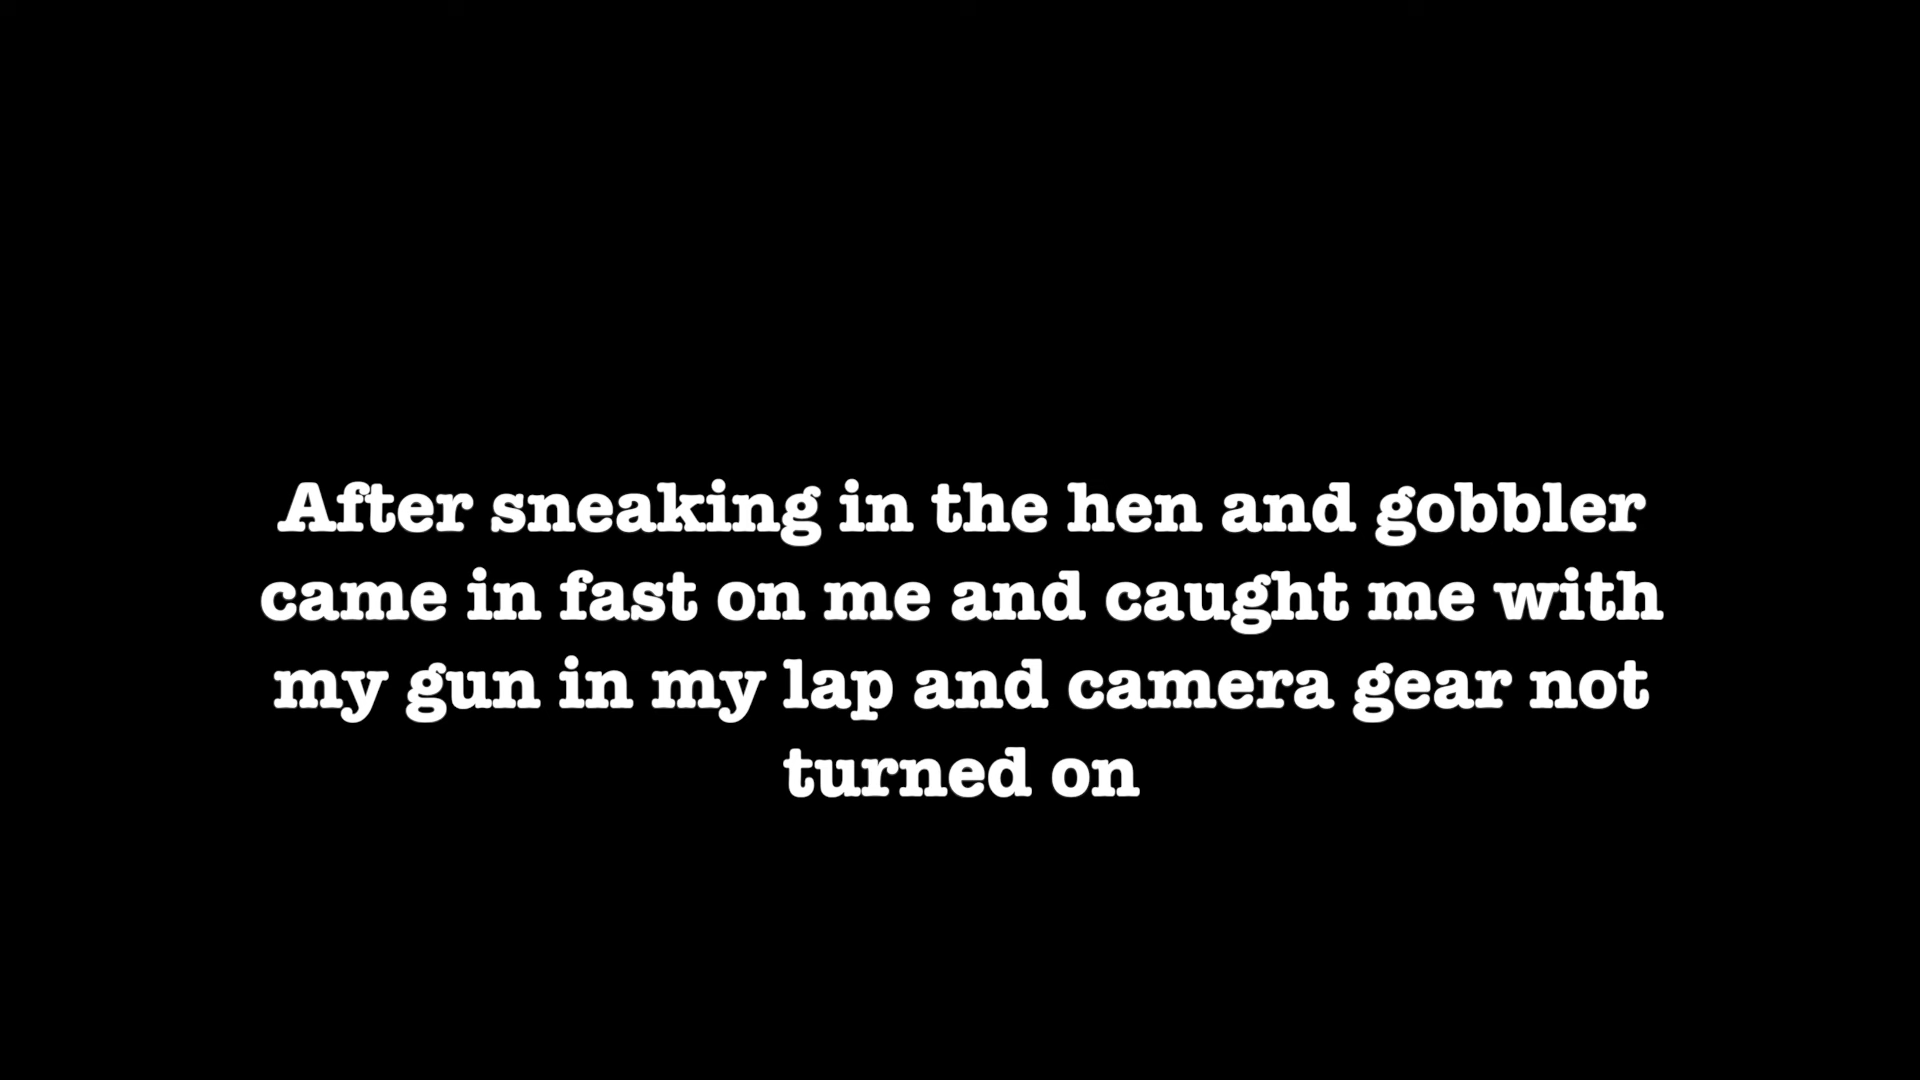 After sneaking in the hen and gobbler
came in fast on me and caught me with
my gun in my lap and camera gear not
turned on